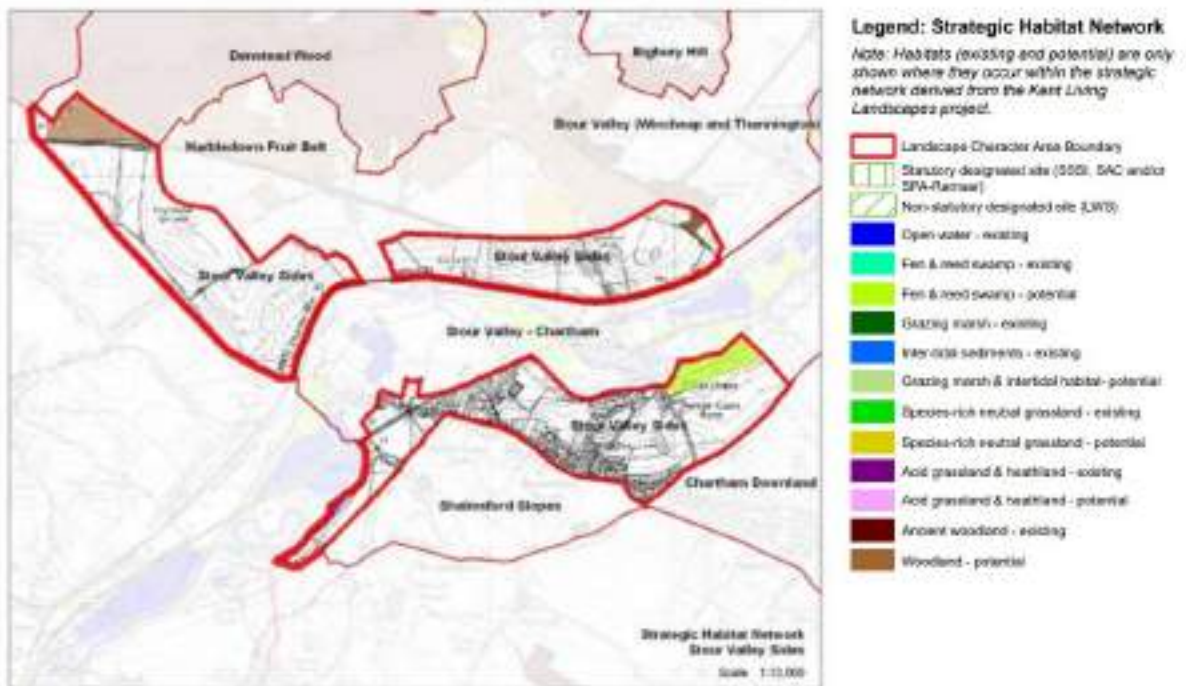 Denstead Wood
Bigbury Hill
Stour Valley (Wincheap and Thannington)
Harbledown Fruit Belt
Stour Valley Sides
Stour Valley Sides
Stour Valley - Chartham
Stour Valley Sides
Chartham Downland
Shalmsford Slopes
Strategic Habitat Network
Stour Valley Sides
Scale
Legend: Strategic Habitat Network
Note: Habitats (existing and potential) are only
shown where they occur within the strategic
network derived from the Kent Living
Landscapes project.
Landscape Character Area Boundary
Statutory designated site (SSSI, SAC and/or
SPA-Ramsar)
Non-statutory designated site (LWS)
Open water - existing
Fen & reed swamp - existing
Fen & reed swamp - potential
Grazing marsh - existing
Inter-tidal sediments - existing
Grazing marsh & intertidal habitat- potential
Species-rich neutral grassland - existing
Species-rich neutral grassland - potential
Acid grassland & heathland - existing
Acid grassland & heathland - potential
Ancient woodland - existing
Woodland - potential